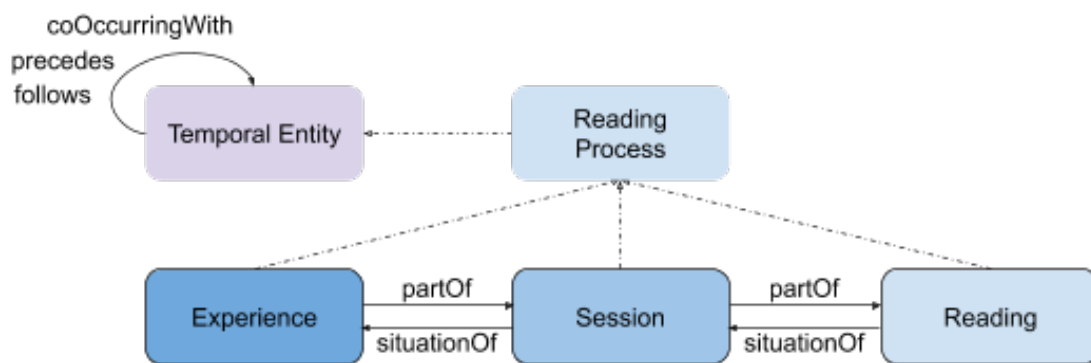 coOccurringWith
precedes
follows
Temporal Entity
Reading
Process
Experience
partOf
situationOf
Session
partOf
situationOf
Reading